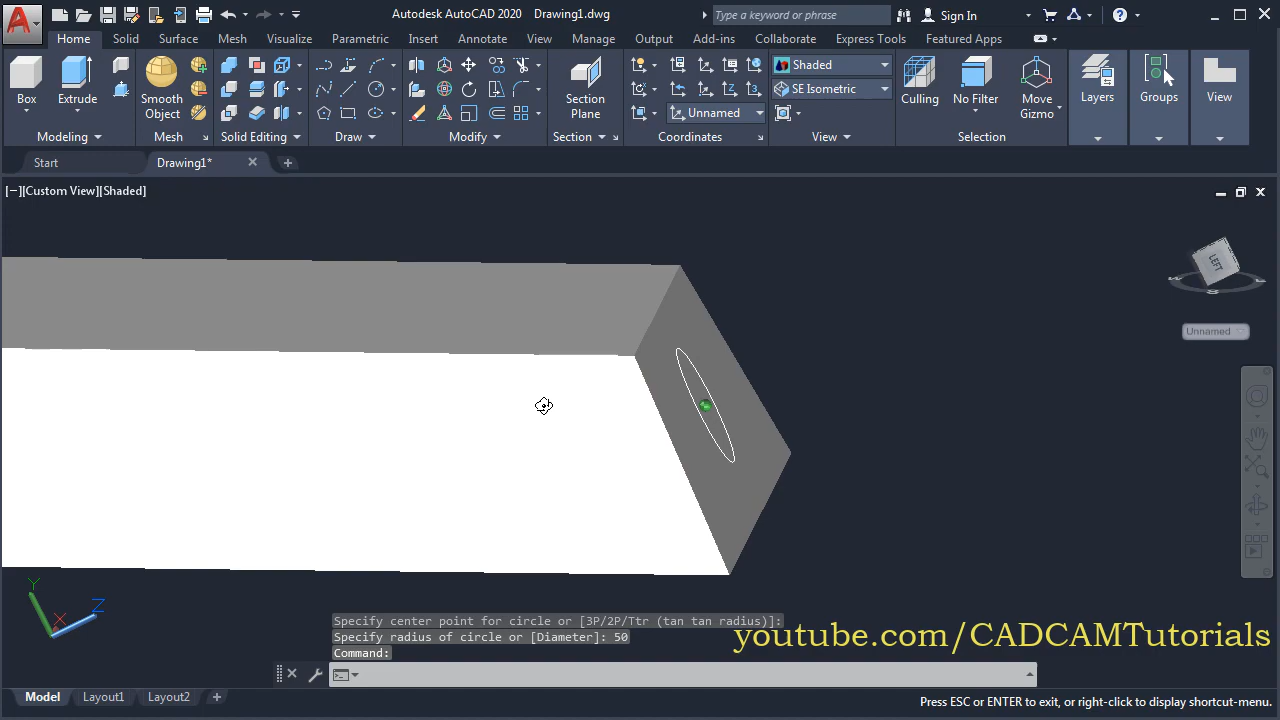 Autodesk AutoCAD 2020 Drawing1.dwg
Type a keyword or phrase
Sign In
Home Solid Surface Mesh Visualize Parametric Insert Annotate View Manage Output Add-ins Collaborate Express Tools Featured Apps
Box
Extrude
Smooth Object
Section Plane
Unnamed
Shaded
SE Isometric
Culling
No Filter
Move Gizmo
Layers
Groups
View
Modeling Mesh Solid Editing Draw Modify Section Coordinates View Selection
Start Drawing1*
[−][Custom View][Shaded]
LEFT
S
Unnamed
Y
X
Z
Specify center point for circle or [3P/2P/Ttr (tan tan radius)]:
Specify radius of circle or [Diameter]: 50
Command:
youtube.com/CADCAMTutorials
Model Layout1 Layout2
Press ESC or ENTER to exit, or right-click to display shortcut-menu.